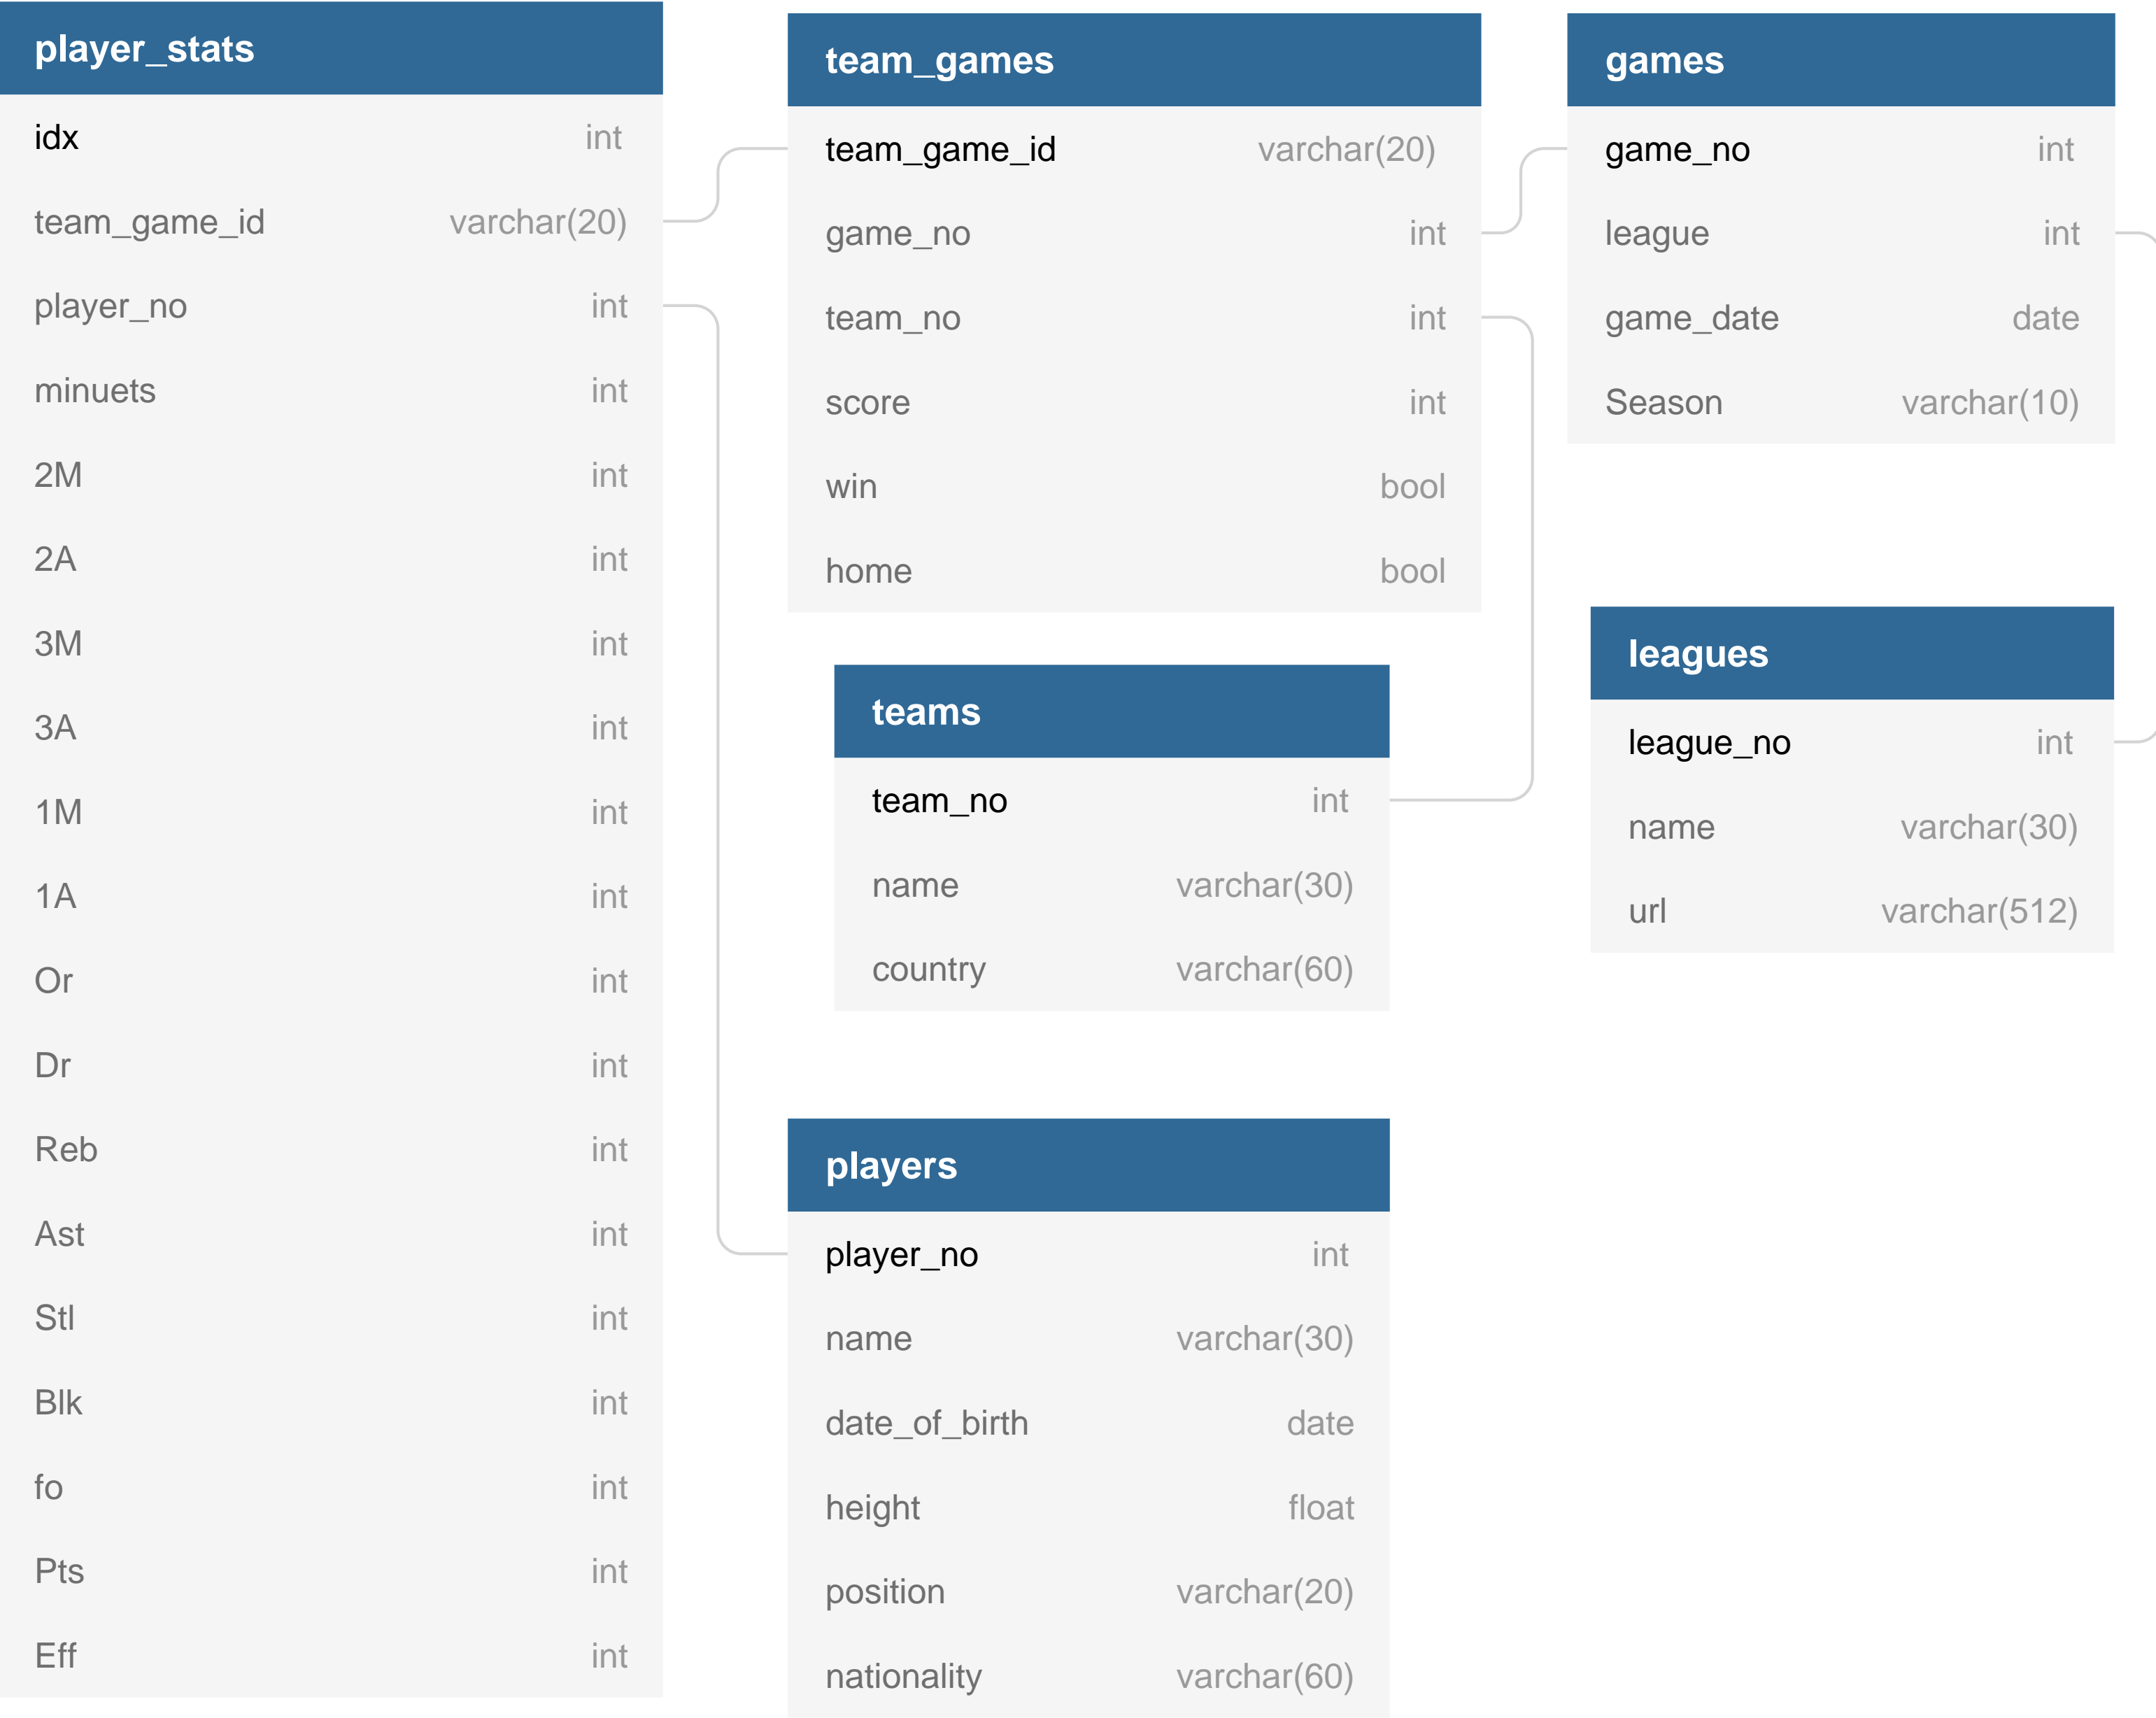 player_stats
idx int
team_game_id varchar(20)
player_no int
minuets int
2M int
2A int
3M int
3A int
1M int
1A int
Or int
Dr int
Reb int
Ast int
Stl int
Blk int
fo int
Pts int
Eff int
team_games
team_game_id varchar(20)
game_no int
team_no int
score int
win bool
home bool
teams
team_no int
name varchar(30)
country varchar(60)
players
player_no int
name varchar(30)
date_of_birth date
height float
position varchar(20)
nationality varchar(60)
games
game_no int
league int
game_date date
Season varchar(10)
leagues
league_no int
name varchar(30)
url varchar(512)